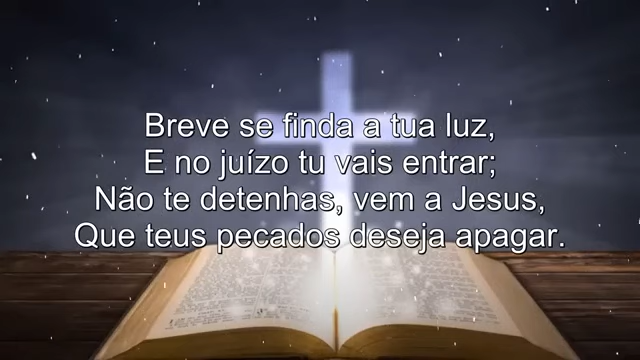 Breve se finda a tua luz,
E no juízo tu vais entrar;
Não te detenhas, vem a Jesus,
Que teus pecados deseja apagar.